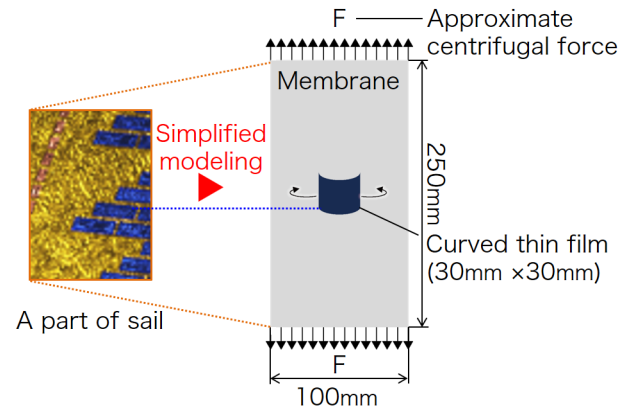 F
Approximate
centrifugal force
Membrane
Simplified
modeling
250mm
Curved thin film
(30mm ×30mm)
A part of sail
F
100mm